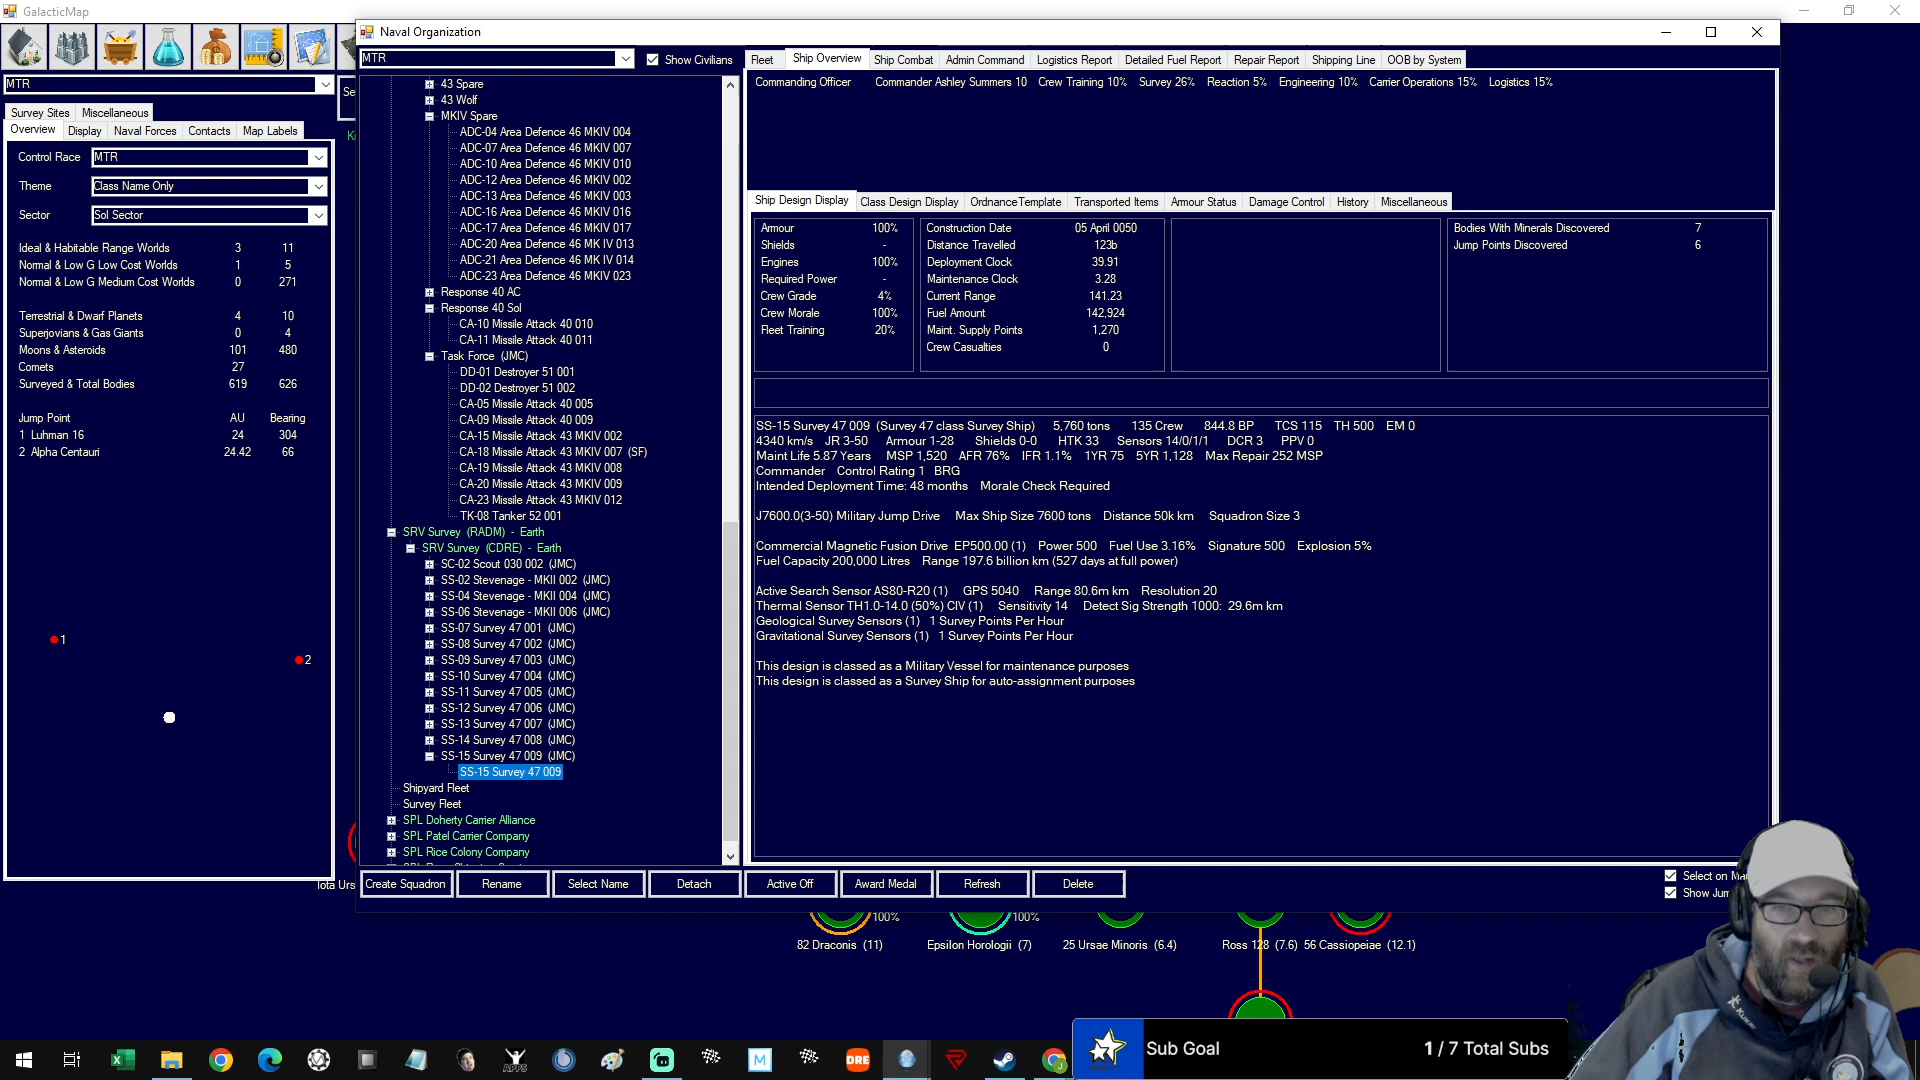 GalacticMap
MTR
Se
Survey Sites
Miscellaneous
Overview
Display
Naval Forces
Contacts
Map Labels
Control Race
MTR
Theme
Class Name Only
Sector
Sol Sector
Ideal & Habitable Range Worlds 3 11
Normal & Low G Low Cost Worlds 1 5
Normal & Low G Medium Cost Worlds 0 271
Terrestrial & Dwarf Planets 4 10
Superjovians & Gas Giants 0 4
Moons & Asteroids 101 480
Comets 27
Surveyed & Total Bodies 619 626
Jump Point AU Bearing
1 Luhman 16 24 304
2 Alpha Centauri 24.42 66
1
2
Naval Organization
MTR
Show Civilians
43 Spare
43 Wolf
MKIV Spare
ADC-04 Area Defence 46 MKIV 004
ADC-07 Area Defence 46 MKIV 007
ADC-10 Area Defence 46 MKIV 010
ADC-12 Area Defence 46 MKIV 002
ADC-13 Area Defence 46 MKIV 003
ADC-16 Area Defence 46 MKIV 016
ADC-17 Area Defence 46 MKIV 017
ADC-20 Area Defence 46 MK IV 013
ADC-21 Area Defence 46 MK IV 014
ADC-23 Area Defence 46 MKIV 023
Response 40 AC
Response 40 Sol
CA-10 Missile Attack 40 010
CA-11 Missile Attack 40 011
Task Force (JMC)
DD-01 Destroyer 51 001
DD-02 Destroyer 51 002
CA-05 Missile Attack 40 005
CA-09 Missile Attack 40 009
CA-15 Missile Attack 43 MKIV 002
CA-18 Missile Attack 43 MKIV 007 (SF)
CA-19 Missile Attack 43 MKIV 008
CA-20 Missile Attack 43 MKIV 009
CA-23 Missile Attack 43 MKIV 012
TK-08 Tanker 52 001
SRV Survey (RADM) - Earth
SRV Survey (CDRE) - Earth
SC-02 Scout 030 002 (JMC)
SS-02 Stevenage - MKII 002 (JMC)
SS-04 Stevenage - MKII 004 (JMC)
SS-06 Stevenage - MKII 006 (JMC)
SS-07 Survey 47 001 (JMC)
SS-08 Survey 47 002 (JMC)
SS-09 Survey 47 003 (JMC)
SS-10 Survey 47 004 (JMC)
SS-11 Survey 47 005 (JMC)
SS-12 Survey 47 006 (JMC)
SS-13 Survey 47 007 (JMC)
SS-14 Survey 47 008 (JMC)
SS-15 Survey 47 009 (JMC)
SS-15 Survey 47 009
Shipyard Fleet
Survey Fleet
SPL Doherty Carrier Alliance
SPL Patel Carrier Company
SPL Rice Colony Company
Fleet
Ship Overview
Ship Combat
Admin Command
Logistics Report
Detailed Fuel Report
Repair Report
Shipping Line
OOB by System
Commanding Officer Commander Ashley Summers 10 Crew Training 10% Survey 26% Reaction 5% Engineering 10% Carrier Operations 15% Logistics 15%
Ship Design Display
Class Design Display
OrdnanceTemplate
Transported Items
Armour Status
Damage Control
History
Miscellaneous
Armour 100%
Shields -
Engines 100%
Required Power -
Crew Grade 4%
Crew Morale 100%
Fleet Training 20%
Construction Date 05 April 0050
Distance Travelled 123b
Deployment Clock 39.91
Maintenance Clock 3.28
Current Range 141.23
Fuel Amount 142,924
Maint. Supply Points 1,270
Crew Casualties 0
Bodies With Minerals Discovered 7
Jump Points Discovered 6
SS-15 Survey 47 009 (Survey 47 class Survey Ship) 5,760 tons 135 Crew 844.8 BP TCS 115 TH 500 EM 0
4340 km/s JR 3-50 Armour 1-28 Shields 0-0 HTK 33 Sensors 14/0/1/1 DCR 3 PPV 0
Maint Life 5.87 Years MSP 1,520 AFR 76% IFR 1.1% 1YR 75 5YR 1,128 Max Repair 252 MSP
Commander Control Rating 1 BRG
Intended Deployment Time: 48 months Morale Check Required
J7600.0(3-50) Military Jump Drive Max Ship Size 7600 tons Distance 50k km Squadron Size 3
Commercial Magnetic Fusion Drive EP500.00 (1) Power 500 Fuel Use 3.16% Signature 500 Explosion 5%
Fuel Capacity 200,000 Litres Range 197.6 billion km (527 days at full power)
Active Search Sensor AS80-R20 (1) GPS 5040 Range 80.6m km Resolution 20
Thermal Sensor TH1.0-14.0 (50%) CIV (1) Sensitivity 14 Detect Sig Strength 1000: 29.6m km
Geological Survey Sensors (1) 1 Survey Points Per Hour
Gravitational Survey Sensors (1) 1 Survey Points Per Hour
This design is classed as a Military Vessel for maintenance purposes
This design is classed as a Survey Ship for auto-assignment purposes
Create Squadron
Rename
Select Name
Detach
Active Off
Award Medal
Refresh
Delete
Select on Ma
Show Jum
Iota Urs
100%
100%
82 Draconis (11)
Epsilon Horologii (7)
25 Ursae Minoris (6.4)
Ross 128 (7.6)
56 Cassiopeiae (12.1)
Sub Goal 1 / 7 Total Subs
APPS
M
DRE